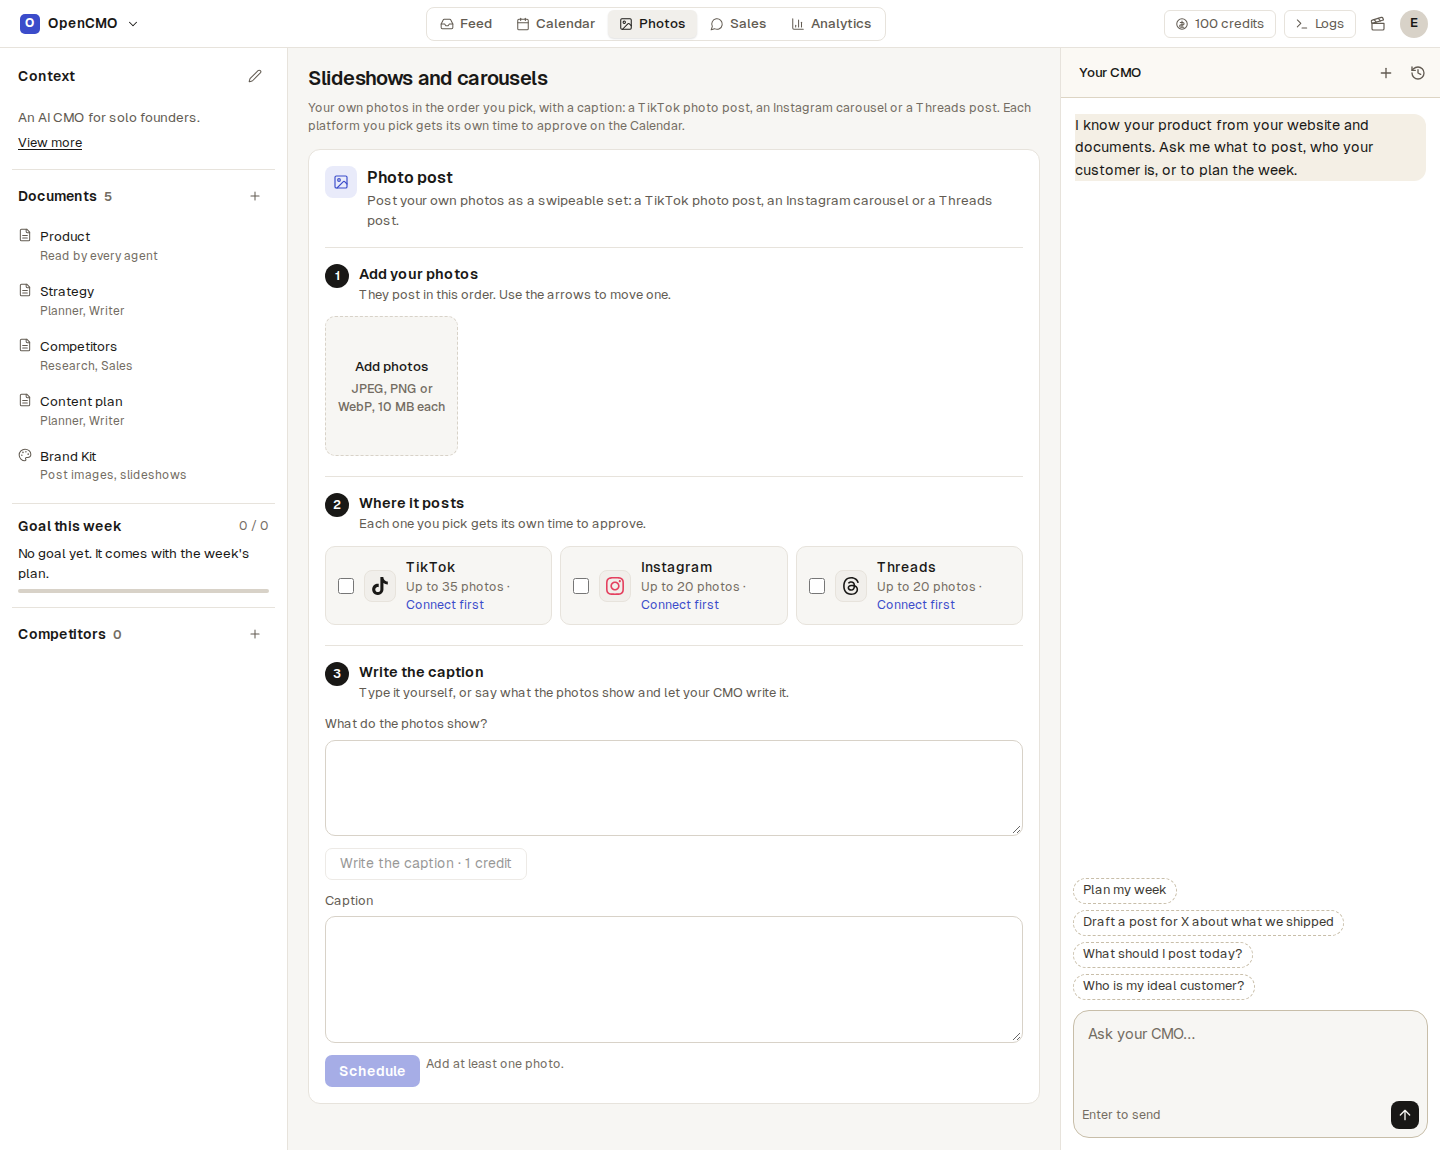 O OpenCMO
Feed
Calendar
Photos
Sales
Analytics
100 credits
Logs
E
Context
An AI CMO for solo founders.
View more
Documents 5
Product
Read by every agent
Strategy
Planner, Writer
Competitors
Research, Sales
Content plan
Planner, Writer
Brand Kit
Post images, slideshows
Goal this week 0 / 0
No goal yet. It comes with the week's
plan.
Competitors 0
Slideshows and carousels
Your own photos in the order you pick, with a caption: a TikTok photo post, an Instagram carousel or a Threads post. Each
platform you pick gets its own time to approve on the Calendar.
Photo post
Post your own photos as a swipeable set: a TikTok photo post, an Instagram carousel or a Threads
post.
1 Add your photos
They post in this order. Use the arrows to move one.
Add photos
JPEG, PNG or
WebP, 10 MB each
2 Where it posts
Each one you pick gets its own time to approve.
TikTok
Up to 35 photos ·
Connect first
Instagram
Up to 20 photos ·
Connect first
Threads
Up to 20 photos ·
Connect first
3 Write the caption
Type it yourself, or say what the photos show and let your CMO write it.
What do the photos show?
Write the caption · 1 credit
Caption
Schedule
Add at least one photo.
Your CMO
I know your product from your website and
documents. Ask me what to post, who your
customer is, or to plan the week.
Plan my week
Draft a post for X about what we shipped
What should I post today?
Who is my ideal customer?
Ask your CMO...
Enter to send